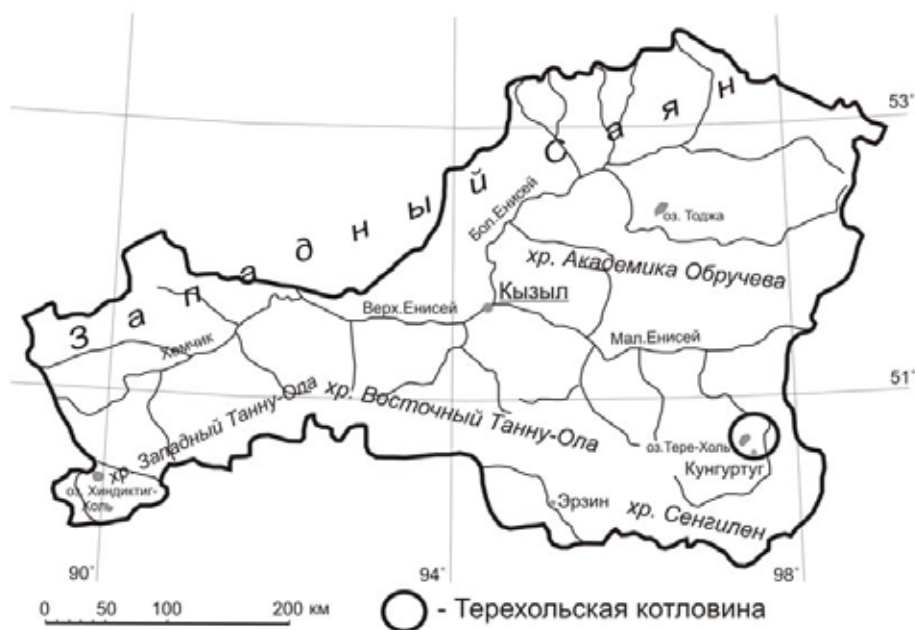 53°
Западный Саян
Бол.Енисей
оз. Тоджа
хр. Академика Обручева
Кызыл
Верх.Енисей
Мал.Енисей
Хемчик
51°
хр. Западный Танну-Ола
хр. Восточный Танну-Ола
оз.Тере-Холь
Кунгуртуг
оз. Хиндиктиг-
Холь
Эрзин
хр. Сенгилен
90°
94
98°
0 50 100 200 км
- Терехольская котловина